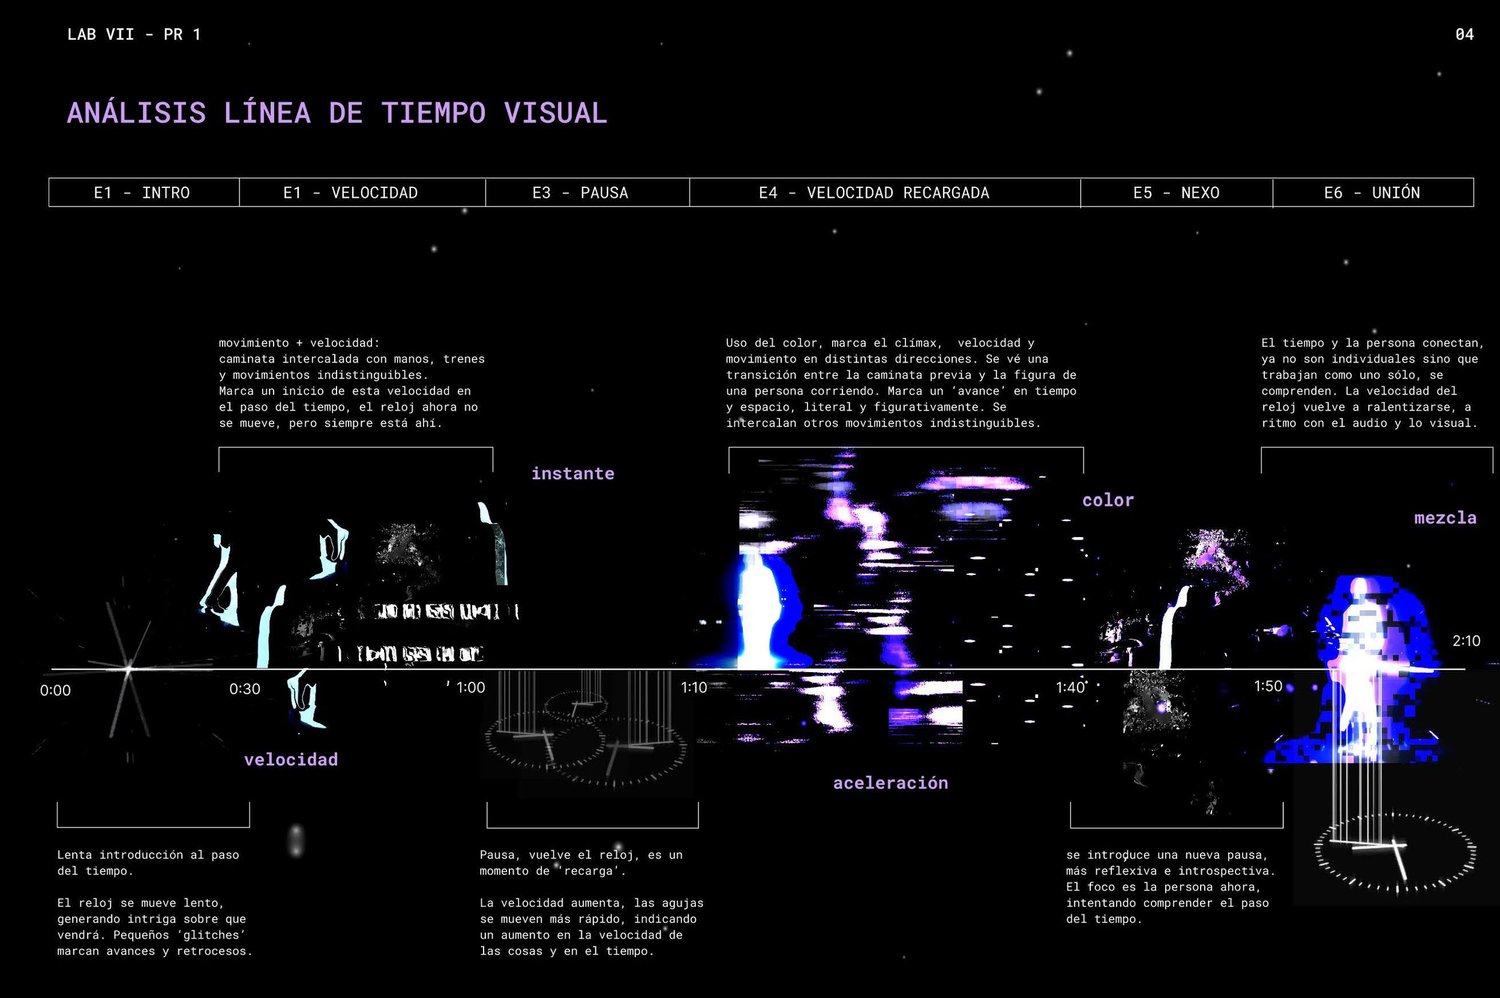 LAB VII - PR 1
04
ANÁLISIS LÍNEA DE TIEMPO VISUAL
E1 - INTRO
E1 - VELOCIDAD
E3 - PAUSA
E4 - VELOCIDAD RECARGADA
E5 - NEXO
E6 - UNIÓN
movimiento + velocidad:
caminata intercalada con manos, trenes
y movimientos indistinguibles.
Marca un inicio de esta velocidad en
el paso del tiempo, el reloj ahora no
se mueve, pero siempre está ahí.
Uso del color, marca el clímax,  velocidad y
movimiento en distintas direcciones. Se vé una
transición entre la caminata previa y la figura de
una persona corriendo. Marca un ‘avance’ en tiempo
y espacio, literal y figurativamente. Se
intercalan otros movimientos indistinguibles.
El tiempo y la persona conectan,
ya no son individuales sino que
trabajan como uno sólo, se
comprenden. La velocidad del
reloj vuelve a ralentizarse, a
ritmo con el audio y lo visual.
instante
color
mezcla
2:10
0:00
0:30
1:00
1:10
1:40
1:50
velocidad
aceleración
Lenta introducción al paso
del tiempo.
El reloj se mueve lento,
generando intriga sobre que
vendrá. Pequeños ‘glitches’
marcan avances y retrocesos.
Pausa, vuelve el reloj, es un
momento de ‘recarga’.
La velocidad aumenta, las agujas
se mueven más rápido, indicando
un aumento en la velocidad de
las cosas y en el tiempo.
se introduce una nueva pausa,
más reflexiva e introspectiva.
El foco es la persona ahora,
intentando comprender el paso
del tiempo.